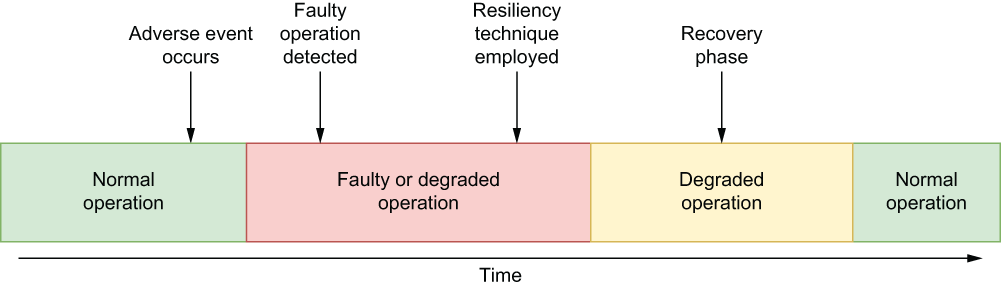 Adverse event
occurs
Faulty
operation
detected
Resiliency
technique
employed
Recovery
phase
Normal
operation
Faulty or degraded
operation
Degraded
operation
Normal
operation
Time